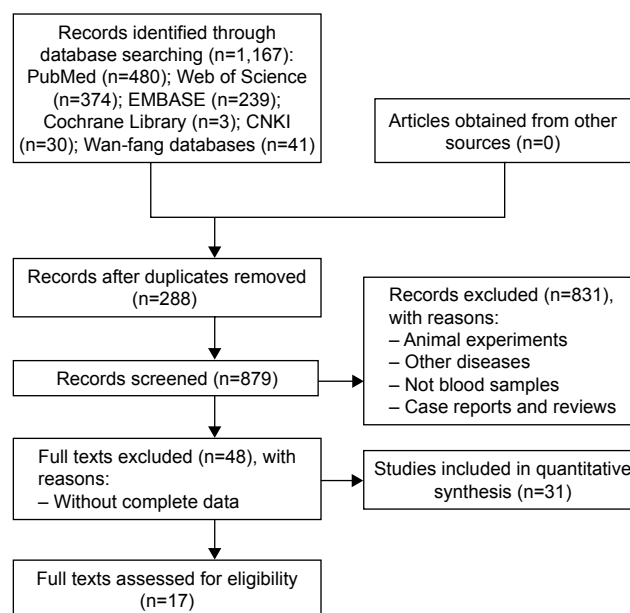 Records identified through
database searching (n=1,167):
PubMed (n=480); Web of Science
(n=374); EMBASE (n=239);
Cochrane Library (n=3); CNKI
(n=30); Wan-fang databases (n=41)
Articles obtained from other
sources (n=0)
Records after duplicates removed
(n=288)
Records excluded (n=831),
with reasons:
– Animal experiments
– Other diseases
– Not blood samples
– Case reports and reviews
Records screened (n=879)
Full texts excluded (n=48), with
reasons:
– Without complete data
Studies included in quantitative
synthesis (n=31)
Full texts assessed for eligibility
(n=17)